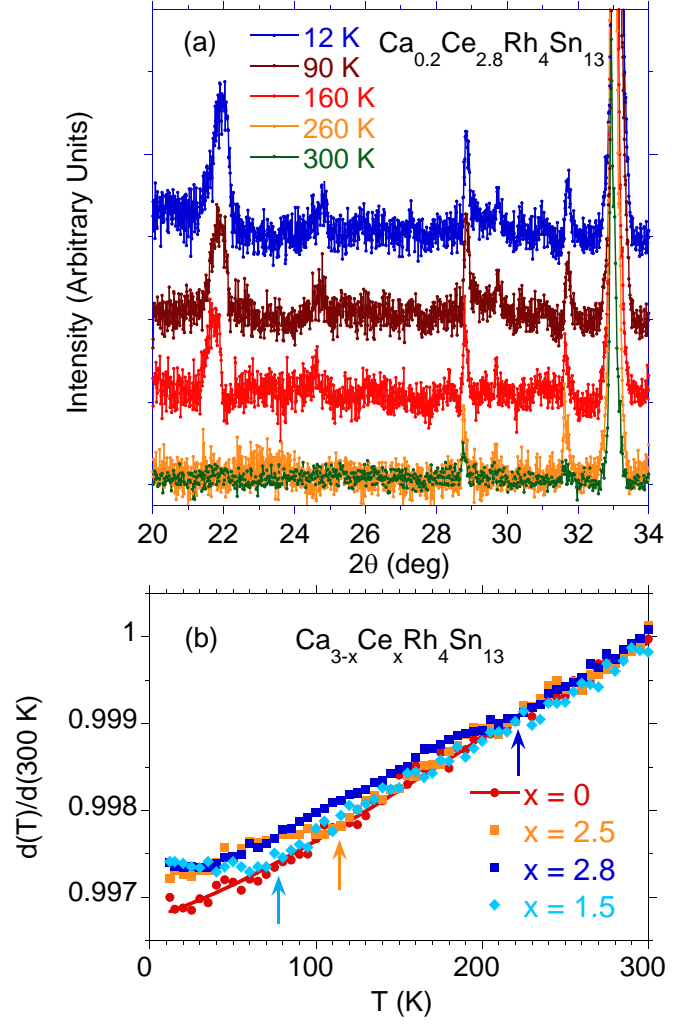 (a)
Ca0.2Ce2.8Rh4Sn13
12 K
90 K
160 K
260 K
300 K
Intensity (Arbitrary Units)
20 22 24 26 28 30 32 34
2θ (deg)
(b)
Ca3-xCexRh4Sn13
1
0.999
0.998
0.997
d(T)/d(300 K)
x = 0
x = 2.5
x = 2.8
x = 1.5
0 100 200 300
T (K)